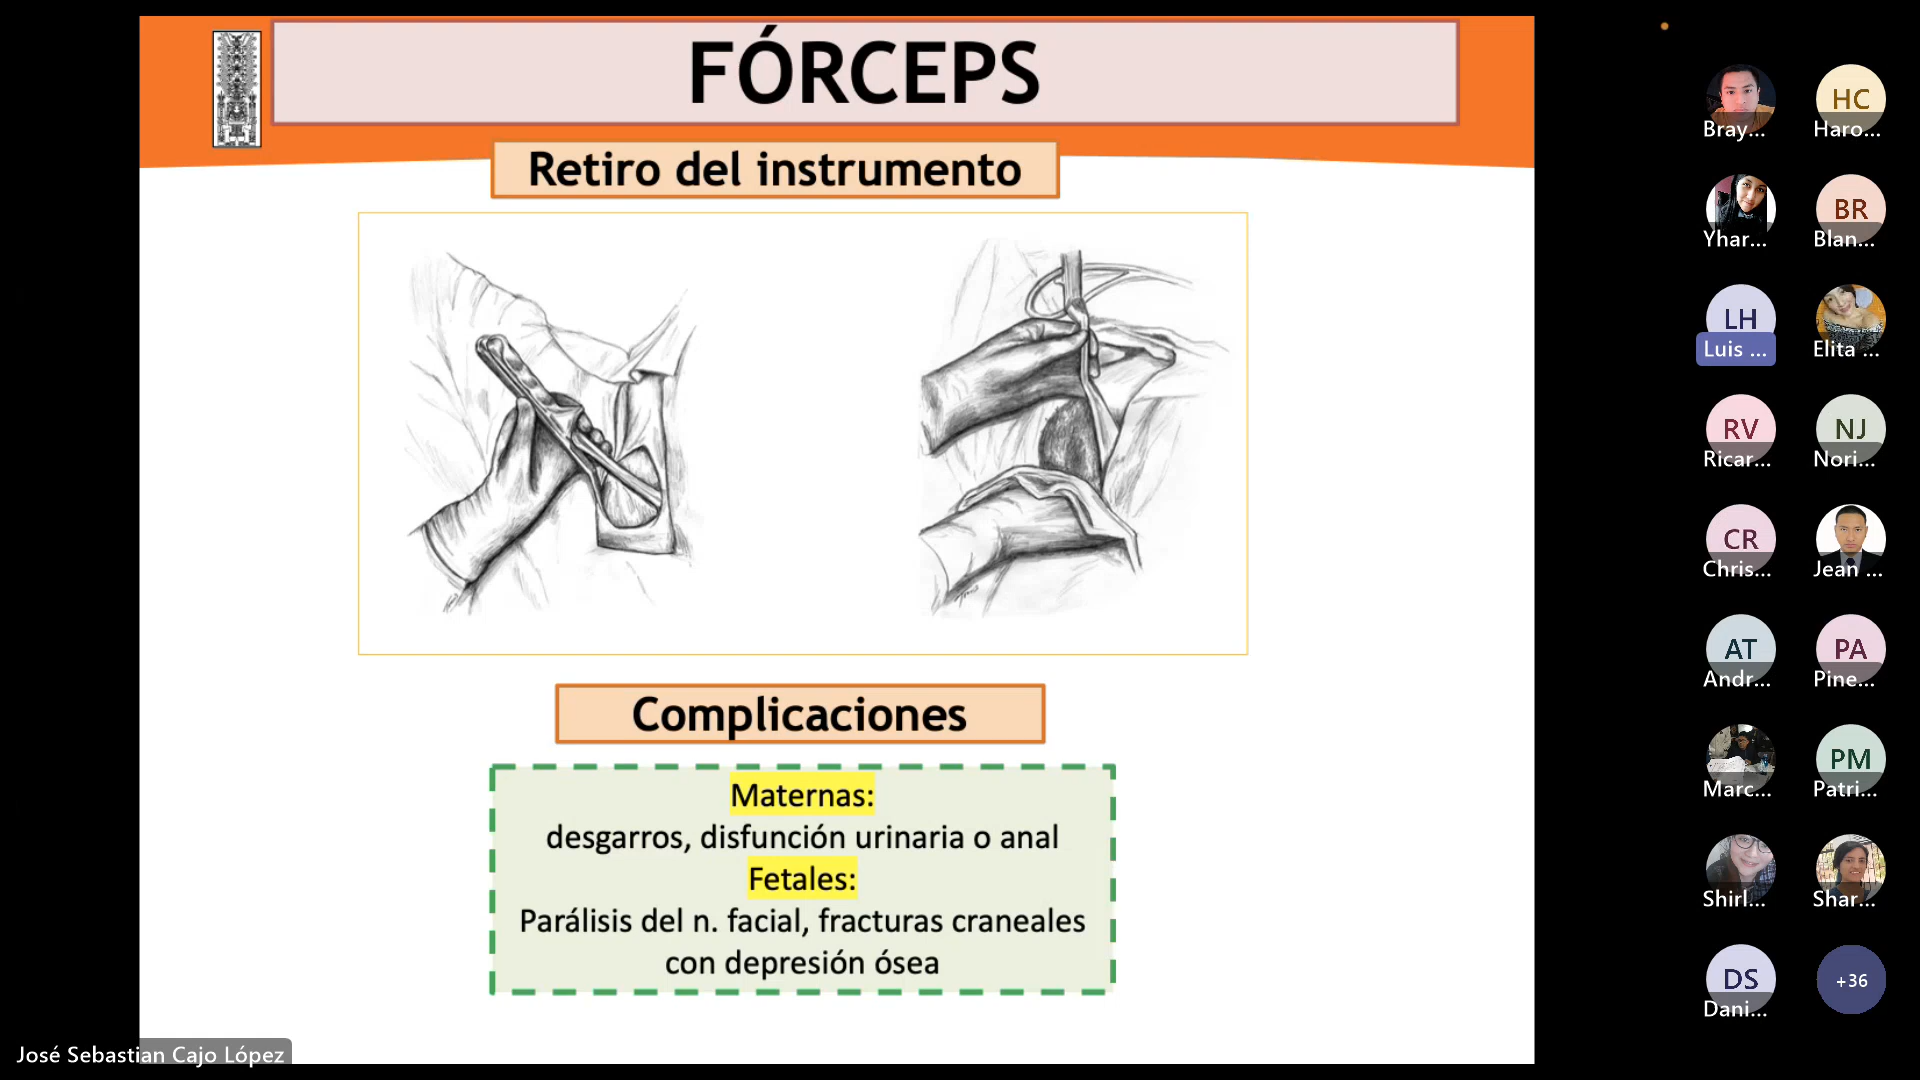 FÓRCEPS
Retiro del instrumento
Complicaciones
Maternas:
desgarros, disfunción urinaria o anal
Fetales:
Parálisis del n. facial, fracturas craneales
con depresión ósea
José Sebastian Cajo López
Bray...
HC
Haro...
Yhar...
BR
Blan...
LH
Luis ...
Elita ...
RV
Ricar...
NJ
Nori...
CR
Chris...
Jean ...
AT
Andr...
PA
Pine...
Marc...
PM
Patri...
Shirl...
Shar...
DS
Dani...
+36